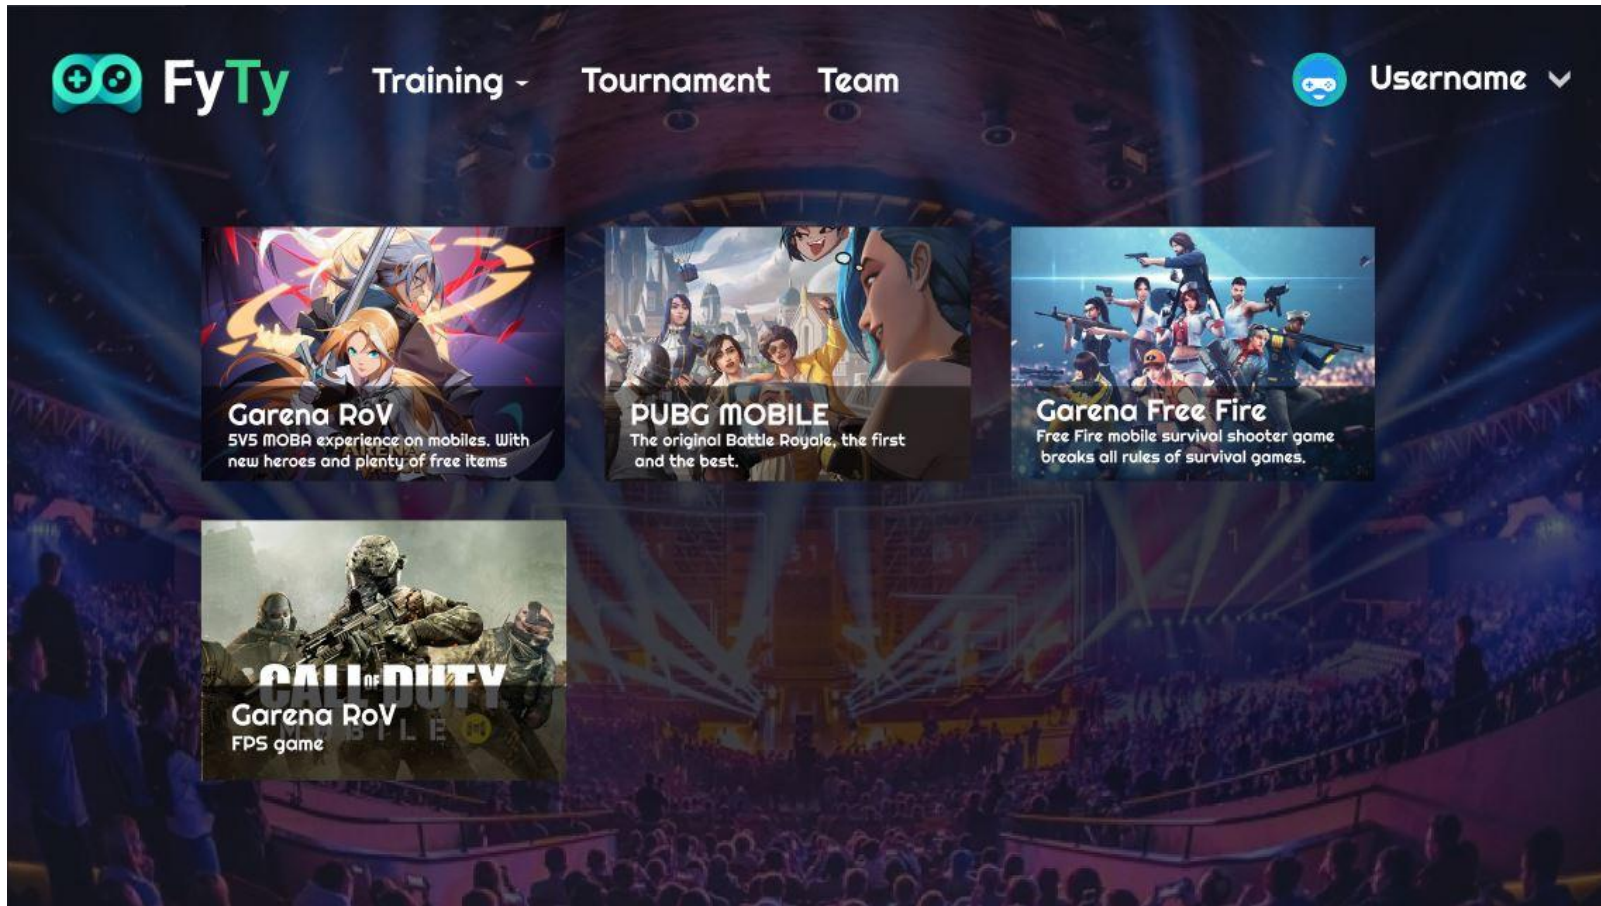 FyTy
Training
Tournament
Team
Username
Garena RoV
5V5 MOBA experience on mobiles. With
new heroes and plenty of free items
PUBG MOBILE
The original Battle Royale, the first
and the best.
Garena Free Fire
Free Fire mobile survival shooter game
breaks all rules of survival games.
CALL OF DUTY
MOBILE
Garena RoV
FPS game